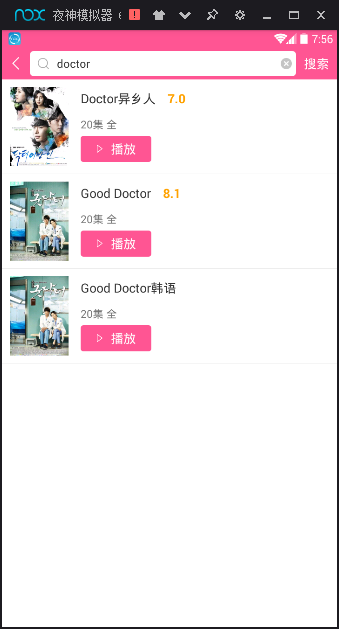 nox 夜神模拟器 6
7:56
doctor 搜索
Doctor异乡人 7.0
20集 全
播放
Good Doctor 8.1
20集 全
播放
Good Doctor韩语
20集 全
播放